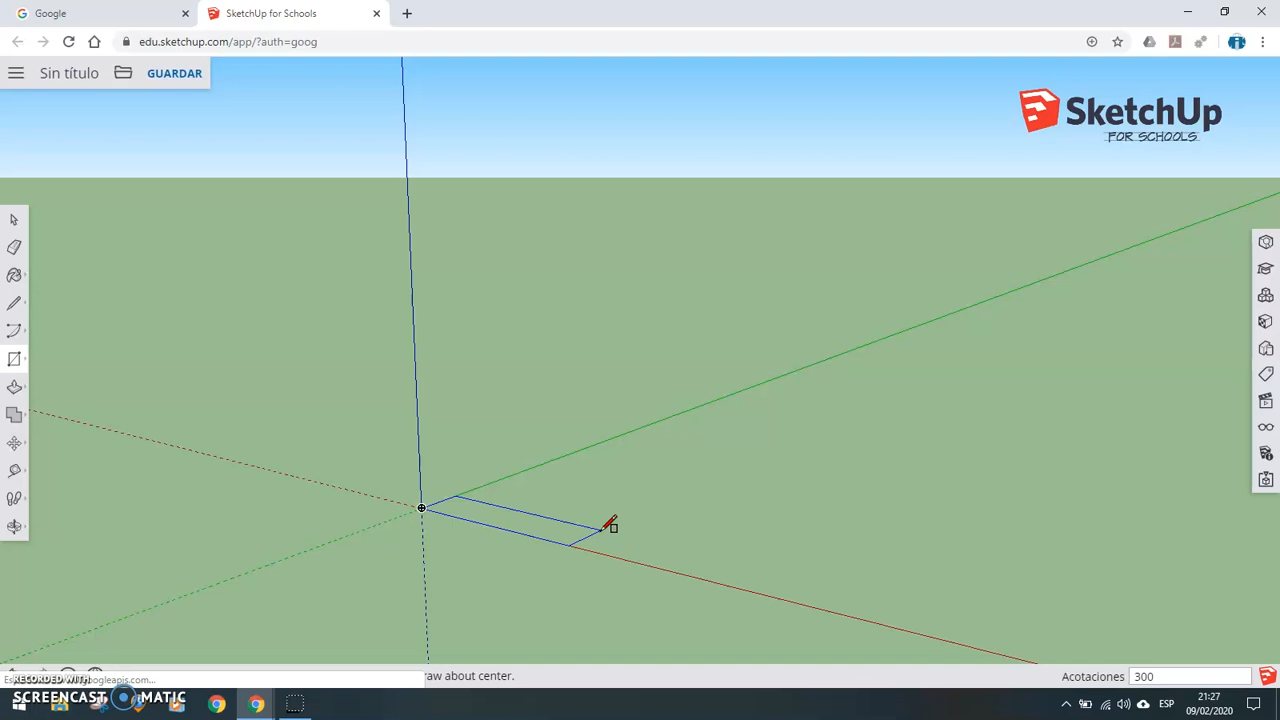 Google
SketchUp for Schools
edu.sketchup.com/app/?auth=goog
Sin título
GUARDAR
SketchUp
FOR SCHOOLS
raw about center.
Acotaciones
300
RECORDED WITH
SCREENCAST MATIC
ESP
21:27
09/02/2020